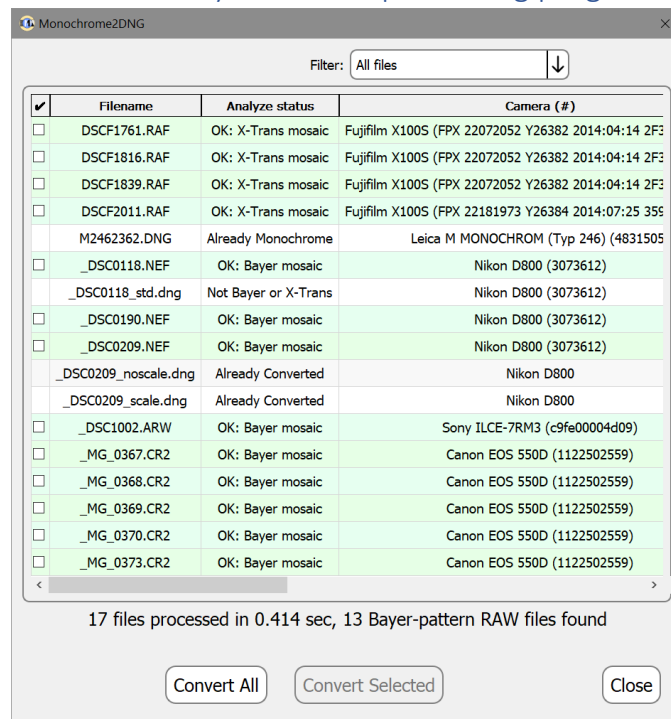 Monochrome2DNG
Filter: All files
✔ Filename Analyze status Camera (#)
DSCF1761.RAF OK: X-Trans mosaic Fujifilm X100S (FPX 22072052 Y26382 2014:04:14 2F3
DSCF1816.RAF OK: X-Trans mosaic Fujifilm X100S (FPX 22072052 Y26382 2014:04:14 2F3
DSCF1839.RAF OK: X-Trans mosaic Fujifilm X100S (FPX 22072052 Y26382 2014:04:14 2F3
DSCF2011.RAF OK: X-Trans mosaic Fujifilm X100S (FPX 22181973 Y26384 2014:07:25 359
M2462362.DNG Already Monochrome Leica M MONOCHROM (Typ 246) (4831505
_DSC0118.NEF OK: Bayer mosaic Nikon D800 (3073612)
_DSC0118_std.dng Not Bayer or X-Trans Nikon D800 (3073612)
_DSC0190.NEF OK: Bayer mosaic Nikon D800 (3073612)
_DSC0209.NEF OK: Bayer mosaic Nikon D800 (3073612)
_DSC0209_noscale.dng Already Converted Nikon D800
_DSC0209_scale.dng Already Converted Nikon D800
_DSC1002.ARW OK: Bayer mosaic Sony ILCE-7RM3 (c9fe00004d09)
_MG_0367.CR2 OK: Bayer mosaic Canon EOS 550D (1122502559)
_MG_0368.CR2 OK: Bayer mosaic Canon EOS 550D (1122502559)
_MG_0369.CR2 OK: Bayer mosaic Canon EOS 550D (1122502559)
_MG_0370.CR2 OK: Bayer mosaic Canon EOS 550D (1122502559)
_MG_0373.CR2 OK: Bayer mosaic Canon EOS 550D (1122502559)
17 files processed in 0.414 sec, 13 Bayer-pattern RAW files found
Convert All Convert Selected Close